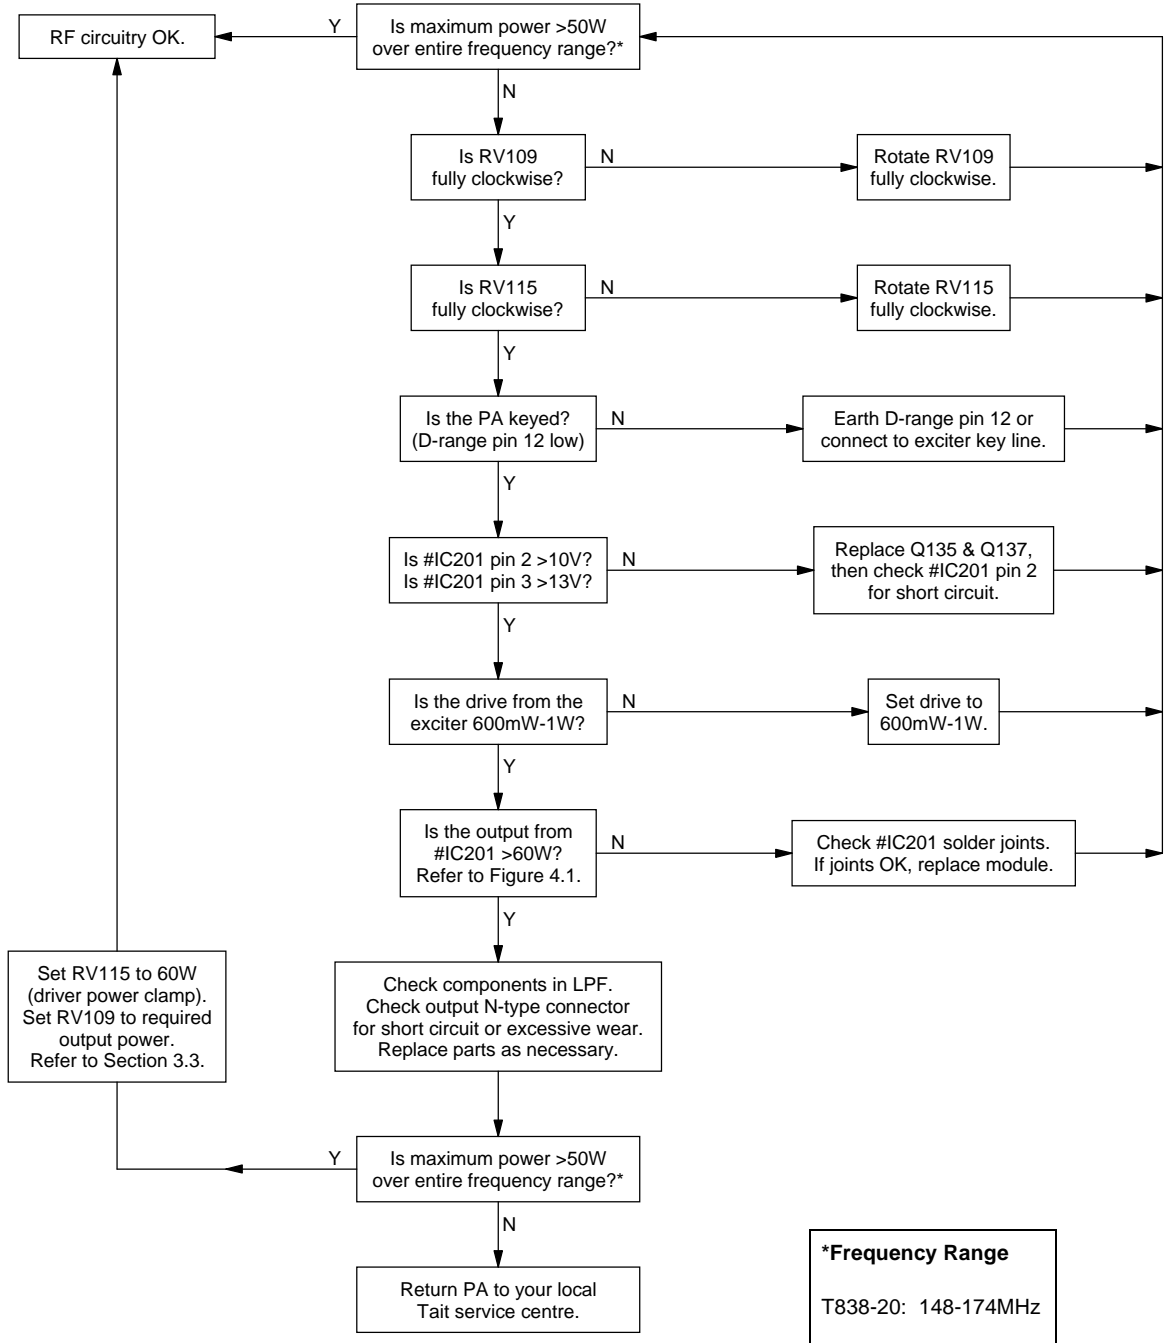 RF circuitry OK.
Y
Is maximum power >50W
over entire frequency range?*
N
Is RV109
fully clockwise?
N
Rotate RV109
fully clockwise.
Y
Is RV115
fully clockwise?
N
Rotate RV115
fully clockwise.
Y
Is the PA keyed?
(D-range pin 12 low)
N
Earth D-range pin 12 or
connect to exciter key line.
Y
Is #IC201 pin 2 >10V?
Is #IC201 pin 3 >13V?
N
Replace Q135 & Q137,
then check #IC201 pin 2
for short circuit.
Y
Is the drive from the
exciter 600mW-1W?
N
Set drive to
600mW-1W.
Y
Is the output from
#IC201 >60W?
Refer to Figure 4.1.
N
Check #IC201 solder joints.
If joints OK, replace module.
Y
Set RV115 to 60W
(driver power clamp).
Set RV109 to required
output power.
Refer to Section 3.3.
Check components in LPF.
Check output N-type connector
for short circuit or excessive wear.
Replace parts as necessary.
Y
Is maximum power >50W
over entire frequency range?*
N
Return PA to your local
Tait service centre.
*Frequency Range
T838-20: 148-174MHz